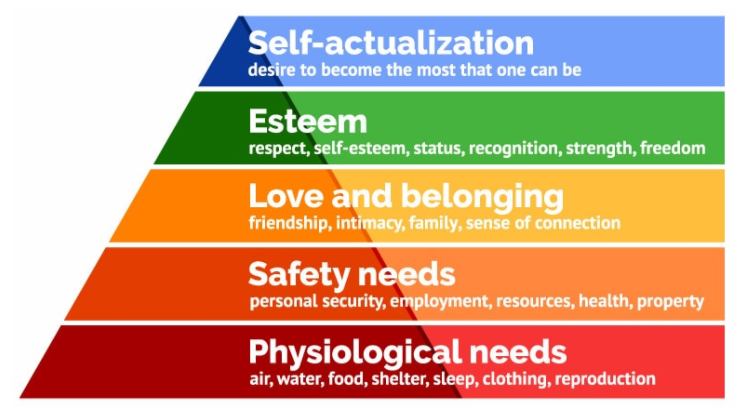 Self-actualization
desire to become the most that one can be
Esteem
respect, self-esteem, status, recognition, strength, freedom
Love and belonging
friendship, intimacy, family, sense of connection
Safety needs
personal security, employment, resources, health, property
Physiological needs
air, water, food, shelter, sleep, clothing, reproduction